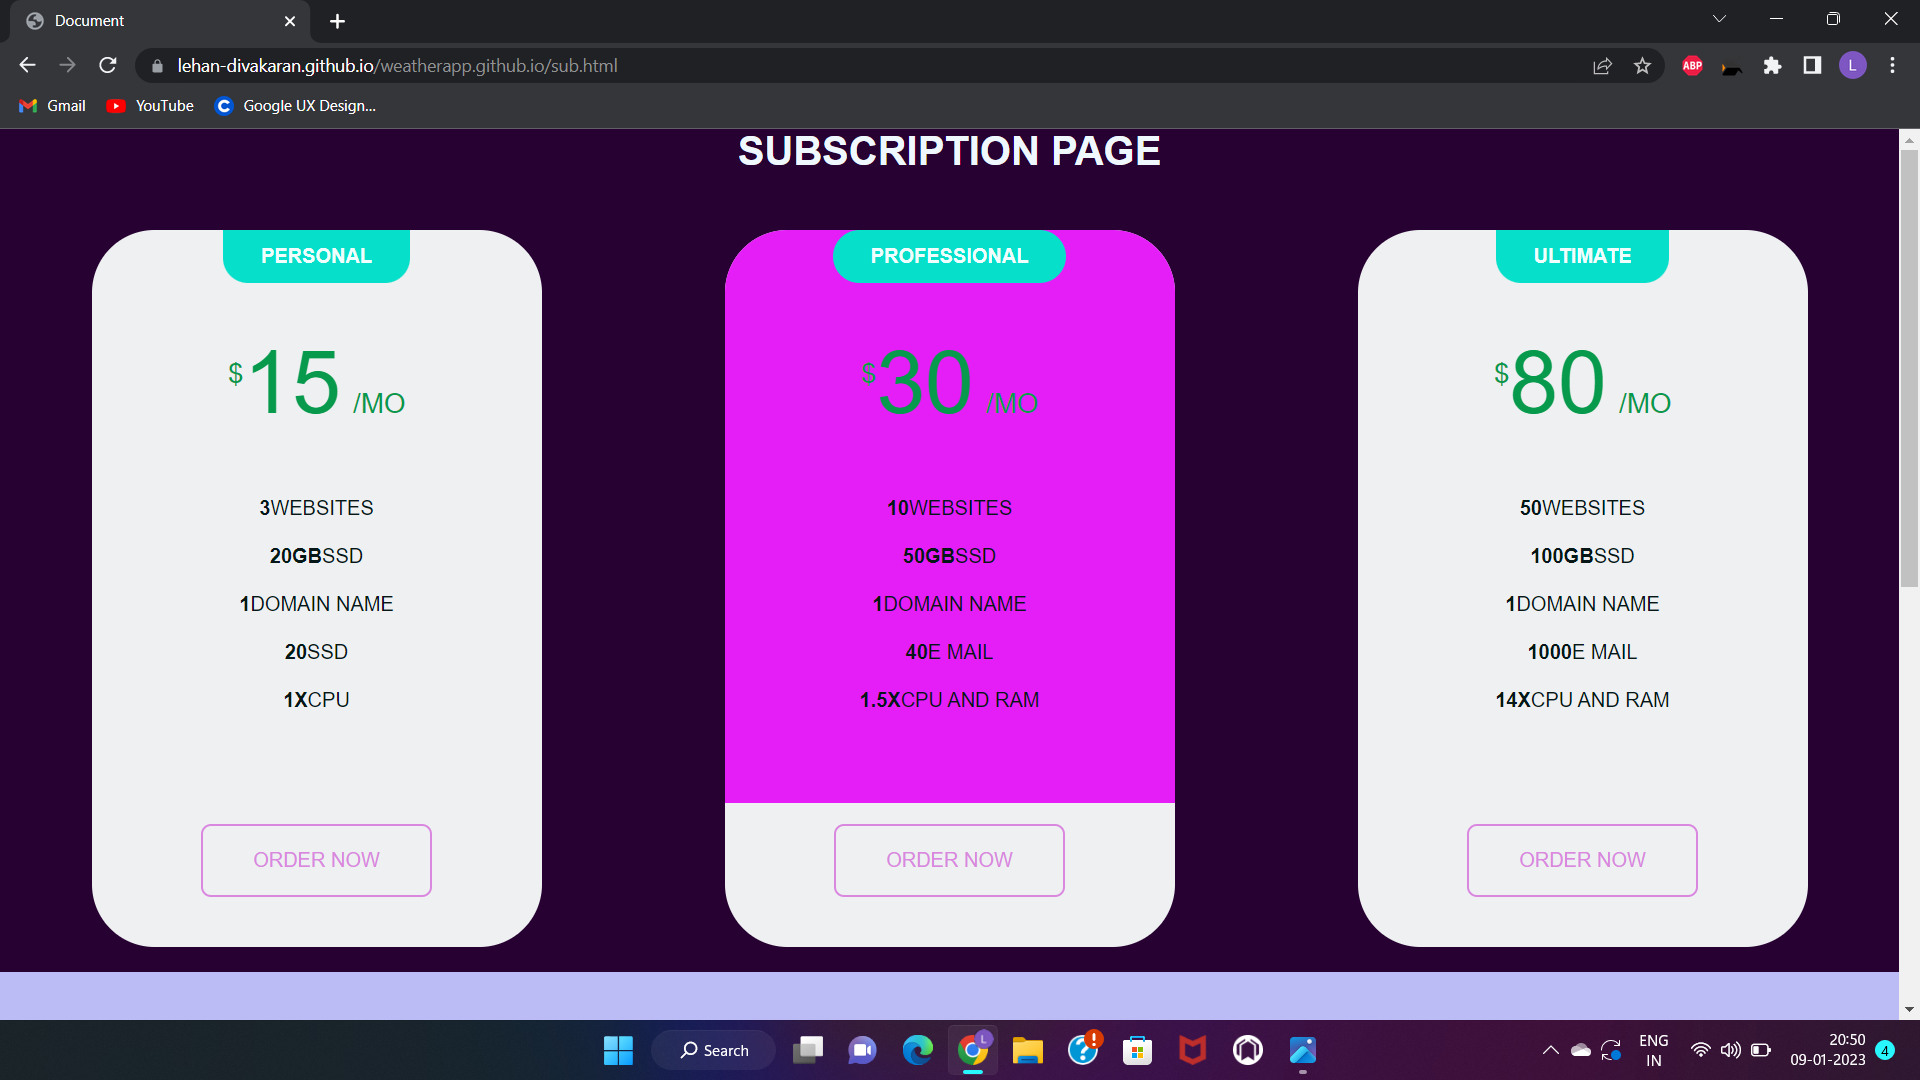 Document
lehan-divakaran.github.io/weatherapp.github.io/sub.html
ABP
L
Gmail
YouTube
Google UX Design...
SUBSCRIPTION PAGE
PERSONAL
$15 /MO
3WEBSITES
20GBSSD
1DOMAIN NAME
20SSD
1XCPU
ORDER NOW
PROFESSIONAL
$30 /MO
10WEBSITES
50GBSSD
1DOMAIN NAME
40E MAIL
1.5XCPU AND RAM
ORDER NOW
ULTIMATE
$80 /MO
50WEBSITES
100GBSSD
1DOMAIN NAME
1000E MAIL
14XCPU AND RAM
ORDER NOW
Search
L
ENG
IN
20:50
09-01-2023
4